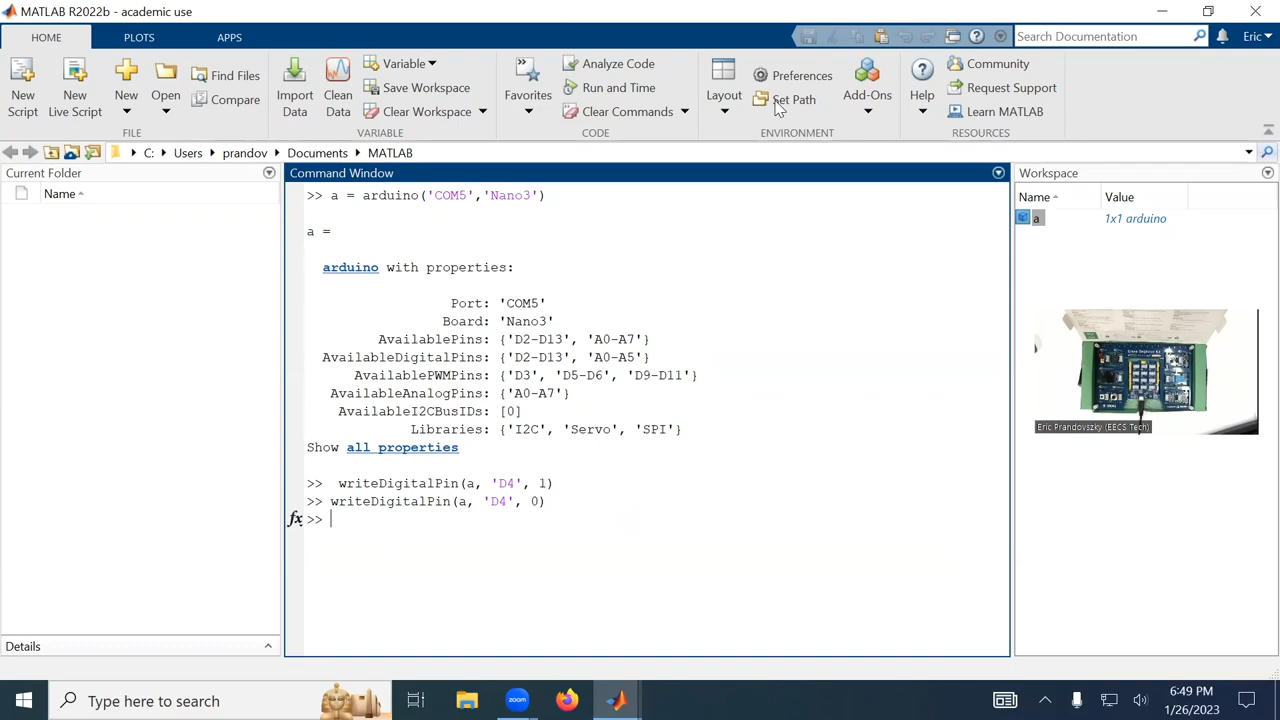 MATLAB R2022b - academic use
HOME PLOTS APPS
Search Documentation
Eric
New Script
New Live Script
New
Open
Find Files
Compare
FILE
Import Data
Clean Data
Variable
Save Workspace
Clear Workspace
VARIABLE
Favorites
Analyze Code
Run and Time
Clear Commands
CODE
Layout
Preferences
Set Path
ENVIRONMENT
Add-Ons
Help
Community
Request Support
Learn MATLAB
RESOURCES
C: Users prandov Documents MATLAB
Current Folder
Name
Details
Command Window
>> a = arduino('COM5','Nano3')
a =
arduino with properties:
Port: 'COM5'
Board: 'Nano3'
AvailablePins: {'D2-D13', 'A0-A7'}
AvailableDigitalPins: {'D2-D13', 'A0-A5'}
AvailablePWMPins: {'D3', 'D5-D6', 'D9-D11'}
AvailableAnalogPins: {'A0-A7'}
AvailableI2CBusIDs: [0]
Libraries: {'I2C', 'Servo', 'SPI'}
Show all properties
>>  writeDigitalPin(a, 'D4', 1)
>> writeDigitalPin(a, 'D4', 0)
fx >>
Workspace
Name Value
a 1x1 arduino
Eric Prandovszky (EECS Tech)
Type here to search
zoom
6:49 PM
1/26/2023